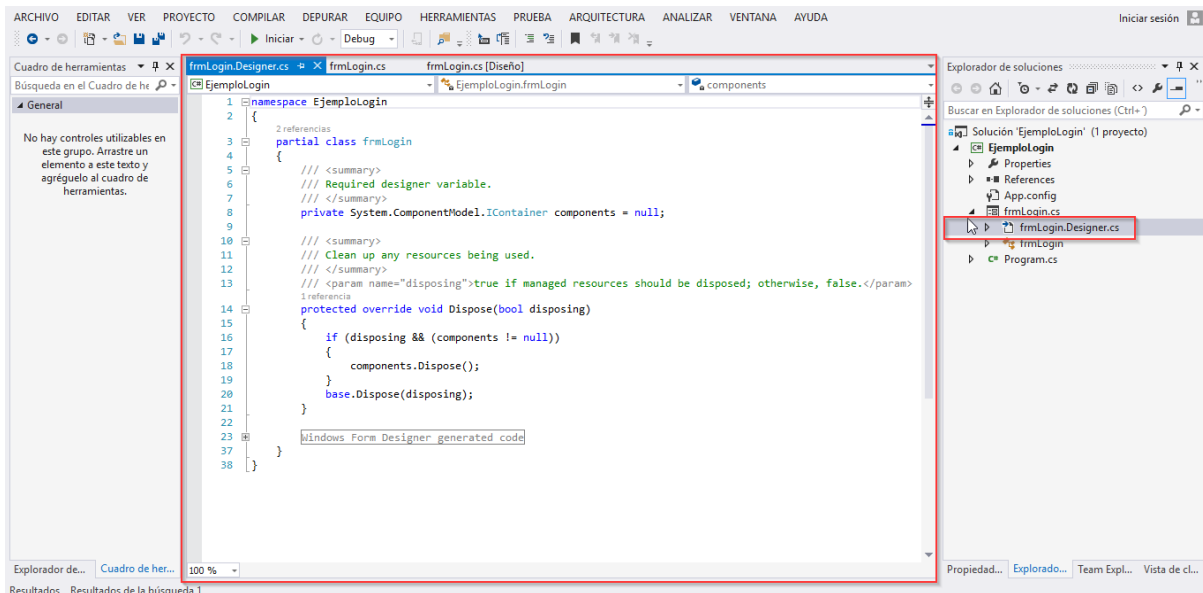 ARCHIVO EDITAR VER PROYECTO COMPILAR DEPURAR EQUIPO HERRAMIENTAS PRUEBA ARQUITECTURA ANALIZAR VENTANA AYUDA
Iniciar sesión
Iniciar Debug
Cuadro de herramientas
Búsqueda en el Cuadro de he
General
No hay controles utilizables en
este grupo. Arrastre un
elemento a este texto y
agréguelo al cuadro de
herramientas.
Explorador de... Cuadro de her...
frmLogin.Designer.cs frmLogin.cs frmLogin.cs [Diseño]
EjemploLogin EjemploLogin.frmLogin components
1 namespace EjemploLogin
2 {
2 referencias
3 partial class frmLogin
4 {
5 /// <summary>
6 /// Required designer variable.
7 /// </summary>
8 private System.ComponentModel.IContainer components = null;
9
10 /// <summary>
11 /// Clean up any resources being used.
12 /// </summary>
13 /// <param name="disposing">true if managed resources should be disposed; otherwise, false.</param>
1 referencia
14 protected override void Dispose(bool disposing)
15 {
16 if (disposing && (components != null))
17 {
18 components.Dispose();
19 }
20 base.Dispose(disposing);
21 }
22
23 Windows Form Designer generated code
37 }
38 }
100 %
Explorador de soluciones
Buscar en Explorador de soluciones (Ctrl+´)
Solución 'EjemploLogin' (1 proyecto)
EjemploLogin
Properties
References
App.config
frmLogin.cs
frmLogin.Designer.cs
frmLogin
Program.cs
Propiedad... Explorado... Team Expl... Vista de cl...
Resultados Resultados de la búsqueda 1